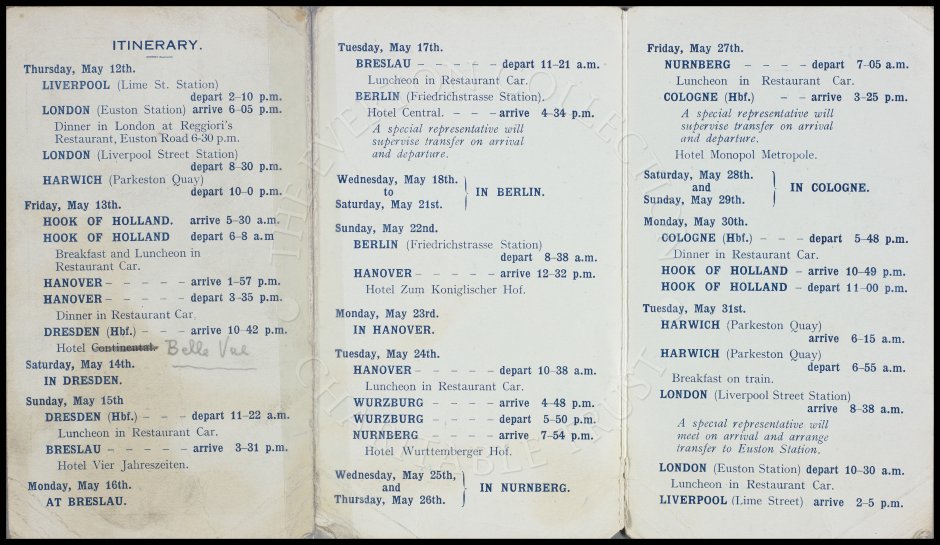 ITINERARY.
Thursday, May 12th.
LIVERPOOL (Lime St. Station)
depart 2-10 p.m.
LONDON (Euston Station) arrive 6-05 p.m.
Dinner in London at Reggiori's
Restaurant, Euston Road 6-30 p.m.
LONDON (Liverpool Street Station)
depart 8-30 p.m.
HARWICH (Parkeston Quay)
depart 10-0 p.m.
Friday, May 13th.
HOOK OF HOLLAND. arrive 5-30 a.m.
HOOK OF HOLLAND depart 6-8 a.m
Breakfast and Luncheon in
Restaurant Car.
HANOVER - - - - - arrive 1-57 p.m.
HANOVER - - - - - depart 3-35 p.m.
Dinner in Restaurant Car.
DRESDEN (Hbf.) - - - arrive 10-42 p.m.
Hotel Continental. Belle Vue
Saturday, May 14th.
IN DRESDEN.
Sunday, May 15th
DRESDEN (Hbf.) - - - depart 11-22 a.m.
Luncheon in Restaurant Car.
BRESLAU - - - - - arrive 3-31 p.m.
Hotel Vier Jahreszeiten.
Monday, May 16th.
AT BRESLAU.
Tuesday, May 17th.
BRESLAU - - - - - depart 11-21 a.m.
Luncheon in Restaurant Car.
BERLIN (Friedrichstrasse Station).
Hotel Central. - - - arrive 4-34 p.m.
A special representative will
supervise transfer on arrival
and departure.
Wednesday, May 18th.
to
Saturday, May 21st.
IN BERLIN.
Sunday, May 22nd.
BERLIN (Friedrichstrasse Station)
depart 8-38 a.m.
HANOVER - - - - - arrive 12-32 p.m.
Hotel Zum Koniglischer Hof.
Monday, May 23rd.
IN HANOVER.
Tuesday, May 24th.
HANOVER - - - - - depart 10-38 a.m.
Luncheon in Restaurant Car.
WURZBURG - - - - arrive 4-48 p.m.
WURZBURG - - - - depart 5-50 p.m.
NURNBERG - - - - arrive 7-54 p.m.
Hotel Wurttemberger Hof.
Wednesday, May 25th,
and
Thursday, May 26th.
IN NURNBERG.
Friday, May 27th.
NURNBERG - - - - depart 7-05 a.m.
Luncheon in Restaurant Car.
COLOGNE (Hbf.) - - arrive 3-25 p.m.
A special representative will
supervise transfer on arrival
and departure.
Hotel Monopol Metropole.
Saturday, May 28th.
and
Sunday, May 29th.
IN COLOGNE.
Monday, May 30th.
COLOGNE (Hbf.) - - - depart 5-48 p.m.
Dinner in Restaurant Car.
HOOK OF HOLLAND - arrive 10-49 p.m.
HOOK OF HOLLAND - depart 11-00 p.m.
Tuesday, May 31st.
HARWICH (Parkeston Quay)
arrive 6-15 a.m.
HARWICH (Parkeston Quay)
depart 6-55 a.m.
Breakfast on train.
LONDON (Liverpool Street Station)
arrive 8-38 a.m.
A special representative will
meet on arrival and arrange
transfer to Euston Station.
LONDON (Euston Station) depart 10-30 a.m.
Luncheon in Restaurant Car.
LIVERPOOL (Lime Street) arrive 2-5 p.m.